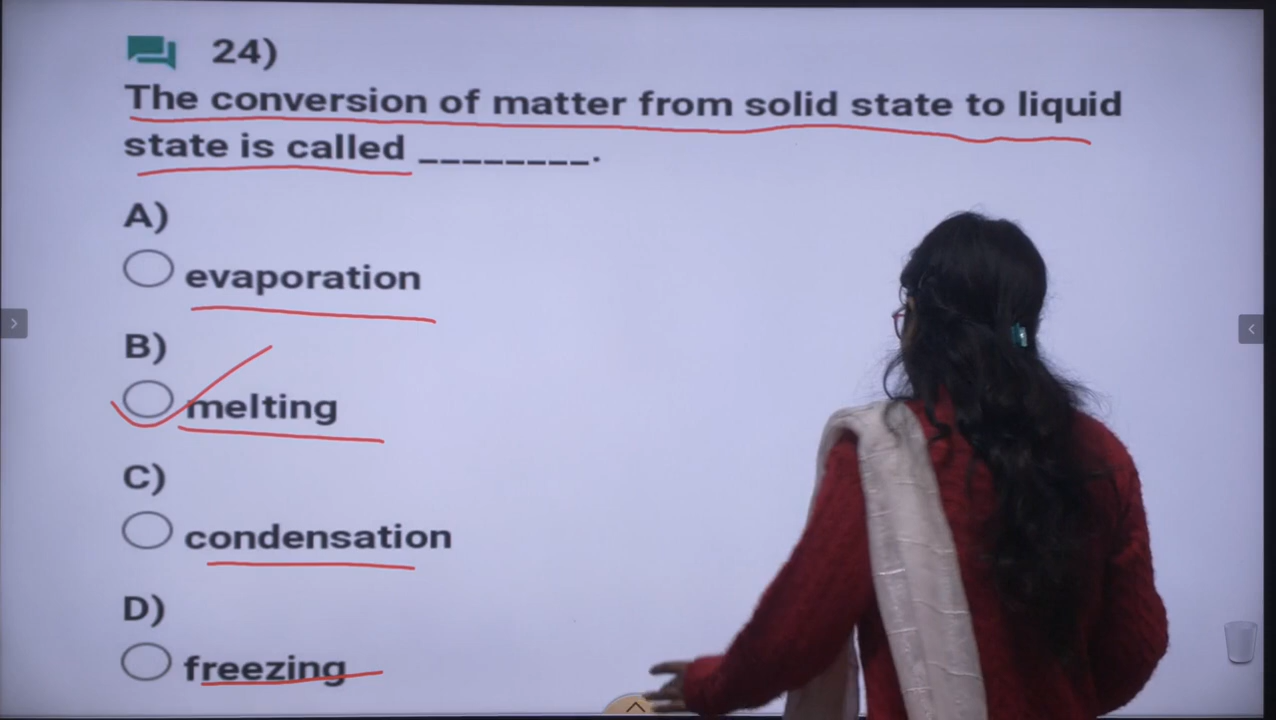 24)
The conversion of matter from solid state to liquid
state is called ________.
A)
evaporation
B)
melting
C)
condensation
D)
freezing